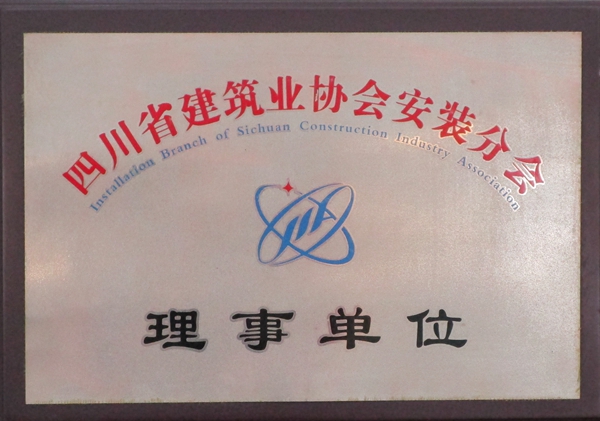 四川省建筑业协会安装分会
Installation Branch of Sichuan Construction Industry Association
理事单位